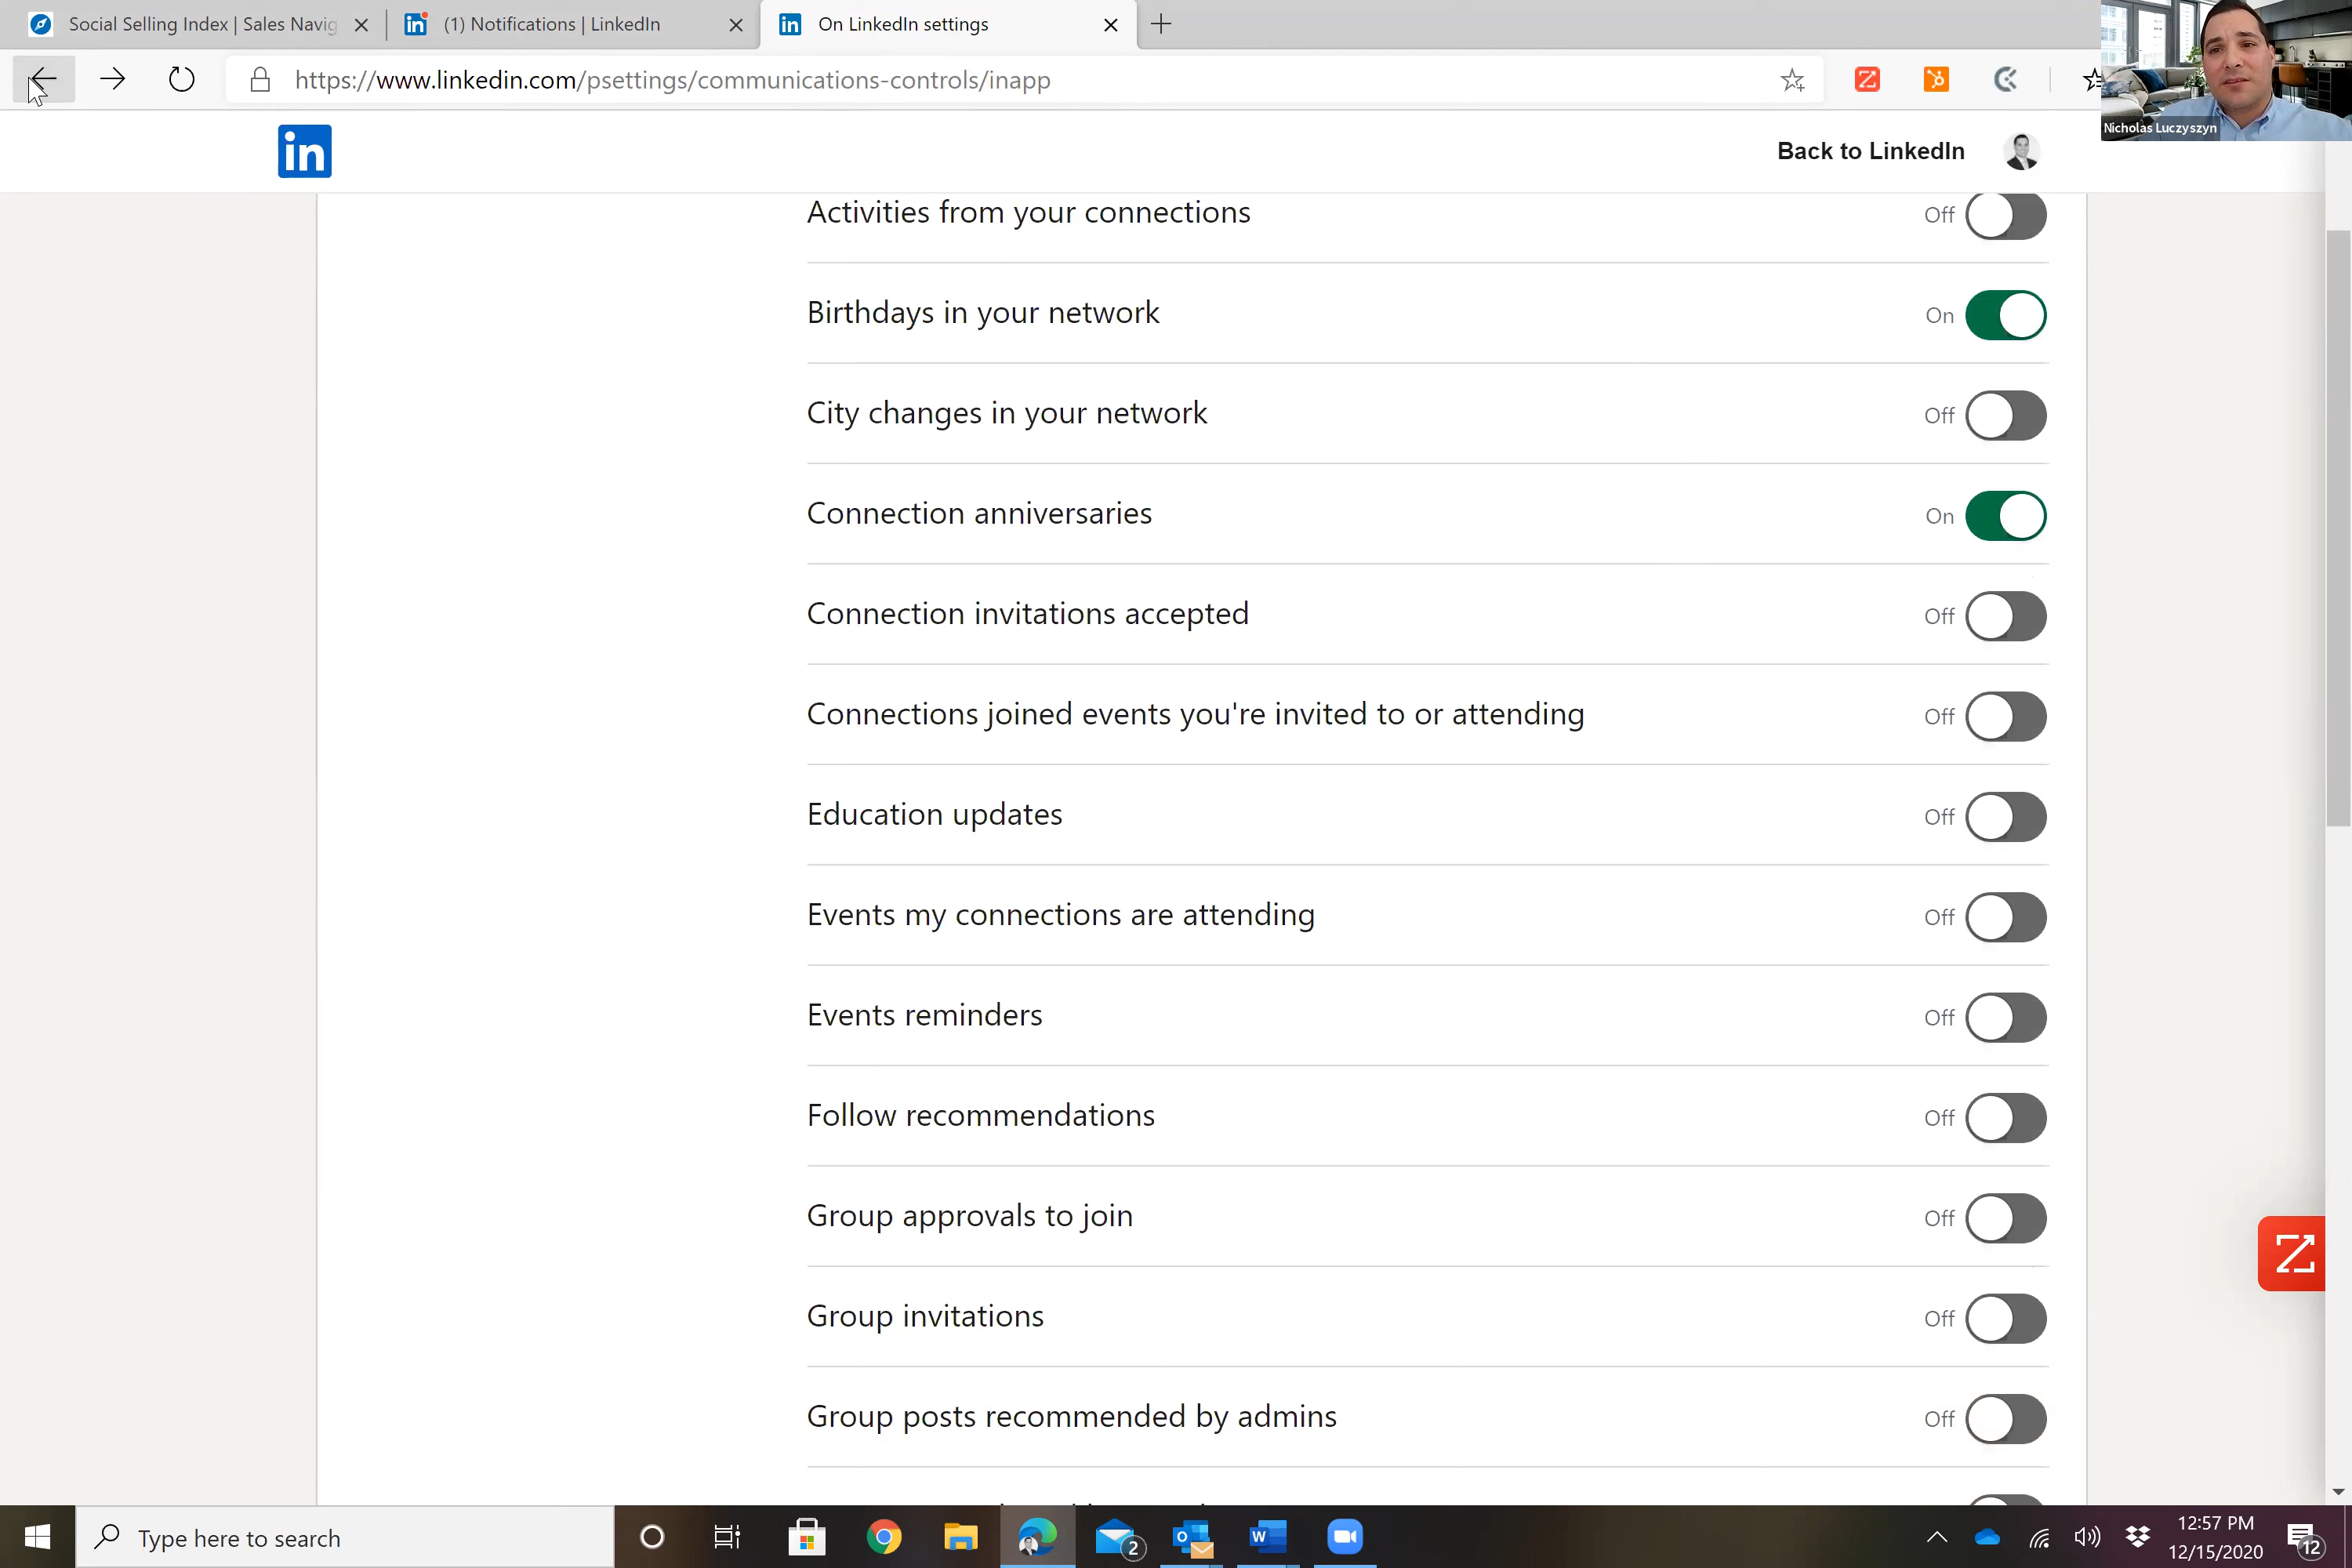 Social Selling Index | Sales Navig
(1) Notifications | LinkedIn
On LinkedIn settings
https://www.linkedin.com/psettings/communications-controls/inapp
Nicholas Luczyszyn
in
Back to LinkedIn
Activities from your connections Off
Birthdays in your network On
City changes in your network Off
Connection anniversaries On
Connection invitations accepted Off
Connections joined events you're invited to or attending Off
Education updates Off
Events my connections are attending Off
Events reminders Off
Follow recommendations Off
Group approvals to join Off
Group invitations Off
Group posts recommended by admins Off
Type here to search
2
12:57 PM
12/15/2020
12